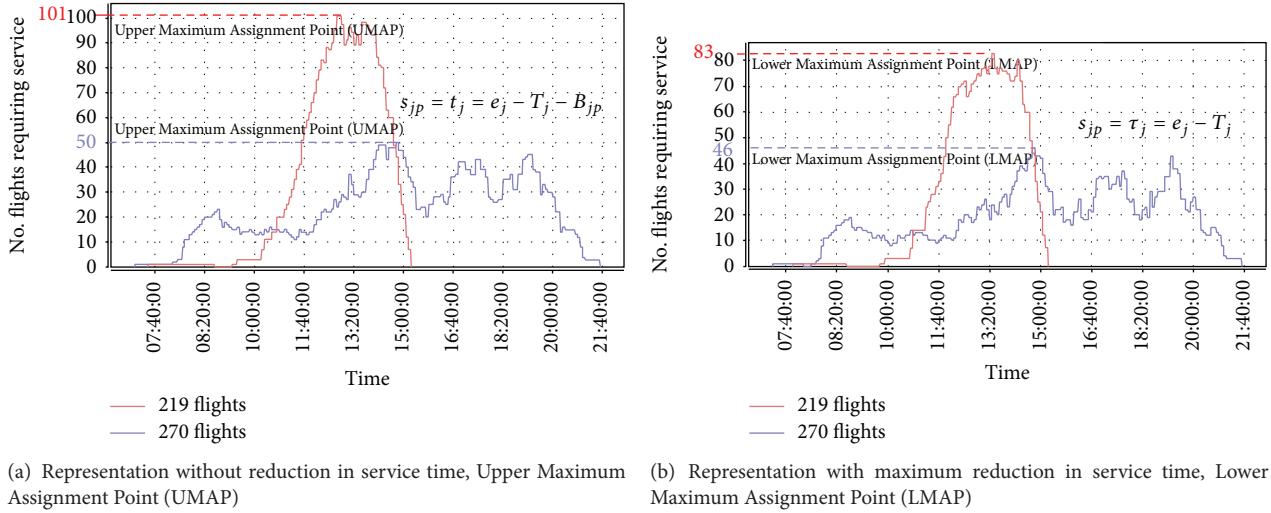 101
100
90
80
70
60
50
40
30
20
10
0
No. flights requiring service
Upper Maximum Assignment Point (UMAP)
s_{jp} = t_j = e_j − T_j − B_{jp}
Upper Maximum Assignment Point (UMAP)
07:40:00
08:20:00
10:00:00
11:40:00
13:20:00
15:00:00
16:40:00
18:20:00
20:00:00
21:40:00
Time
219 flights
270 flights
(a) Representation without reduction in service time, Upper Maximum
Assignment Point (UMAP)
83
80
70
60
50
46
40
30
20
10
0
No. flights requiring service
Lower Maximum Assignment Point (LMAP)
s_{jp} = τ_j = e_j − T_j
Lower Maximum Assignment Point (LMAP)
07:40:00
08:20:00
10:00:00
11:40:00
13:20:00
15:00:00
16:40:00
18:20:00
20:00:00
21:40:00
Time
219 flights
270 flights
(b) Representation with maximum reduction in service time, Lower
Maximum Assignment Point (LMAP)